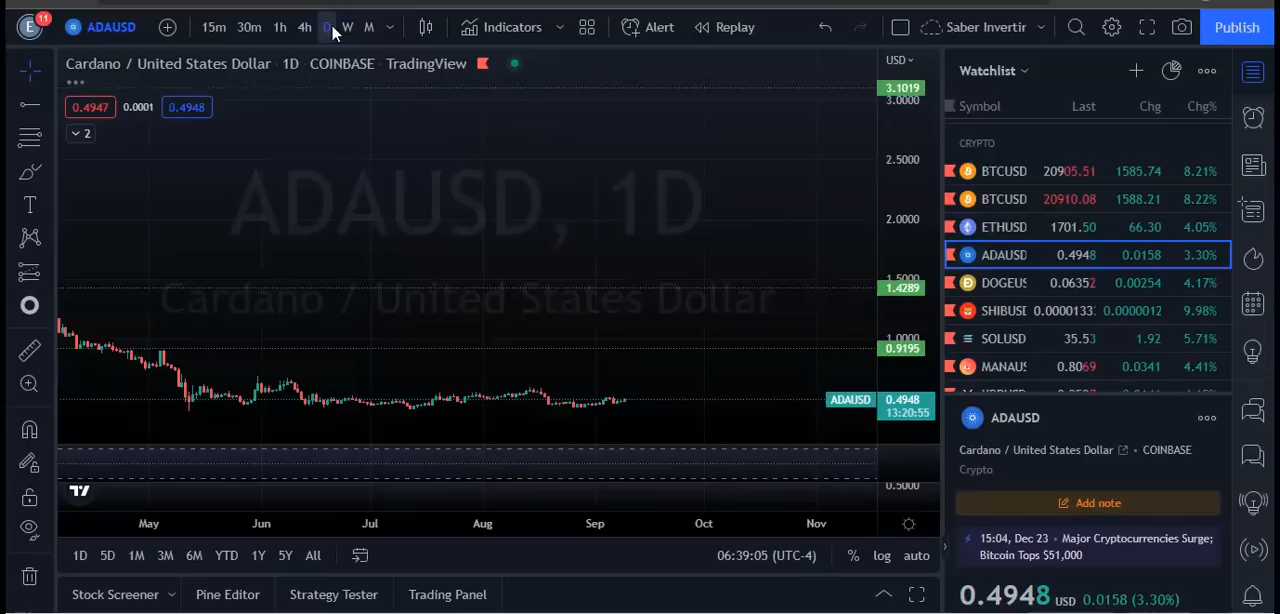 E 11 ADAUSD 15m 30m 1h 4h D W M Indicators Alert Replay Saber Invertir Publish
Cardano / United States Dollar · 1D · COINBASE · TradingView
USD
0.4947 0.0001 0.4948
2
3.1019
3.0000
2.5000
2.0000
1.5000
1.4289
1.0000
0.9195
ADAUSD 0.4948
13:20:55
0.5000
ADAUSD, 1D
Cardano / United States Dollar
May Jun Jul Aug Sep Oct Nov
1D 5D 1M 3M 6M YTD 1Y 5Y All 06:39:05 (UTC-4) % log auto
Stock Screener Pine Editor Strategy Tester Trading Panel
Watchlist
Symbol Last Chg Chg%
CRYPTO
BTCUSD 20905.51 1585.74 8.21%
BTCUSD 20910.08 1588.21 8.22%
ETHUSD 1701.50 66.30 4.05%
ADAUSD 0.4948 0.0158 3.30%
DOGEUS 0.06352 0.00254 4.17%
SHIBUSD 0.00001333 0.0000012 9.98%
SOLUSD 35.53 1.92 5.71%
MANAUS 0.8069 0.0341 4.41%
ADAUSD
Cardano / United States Dollar · COINBASE
Crypto
Add note
15:04, Dec 23 · Major Cryptocurrencies Surge;
Bitcoin Tops $51,000
0.4948 USD 0.0158 (3.30%)